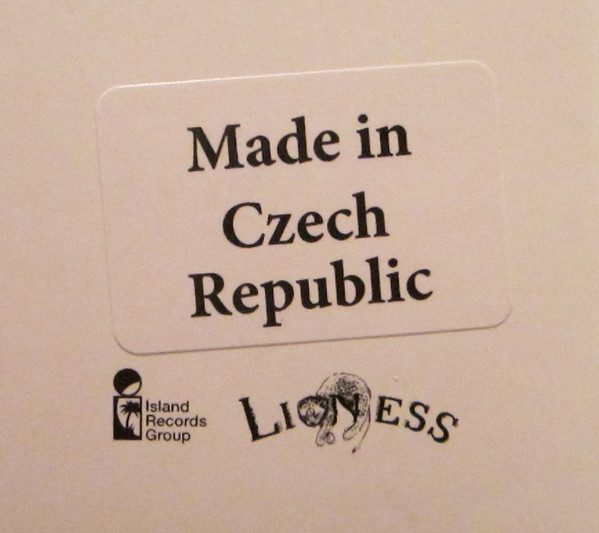 Made in
Czech
Republic
Island
Records
Group
LIONESS